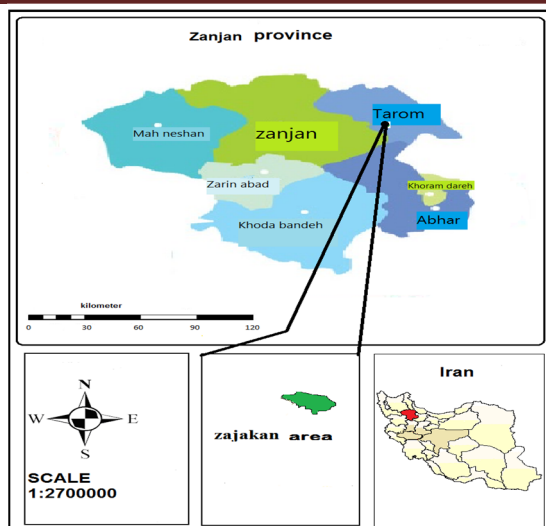 Zanjan province
Tarom
Mah neshan
zanjan
Zarin abad
Khoram dareh
Abhar
Khoda bandeh
kilometer
0 30 60 90 120
N
W E
S
SCALE
1:2700000
zajakan area
Iran